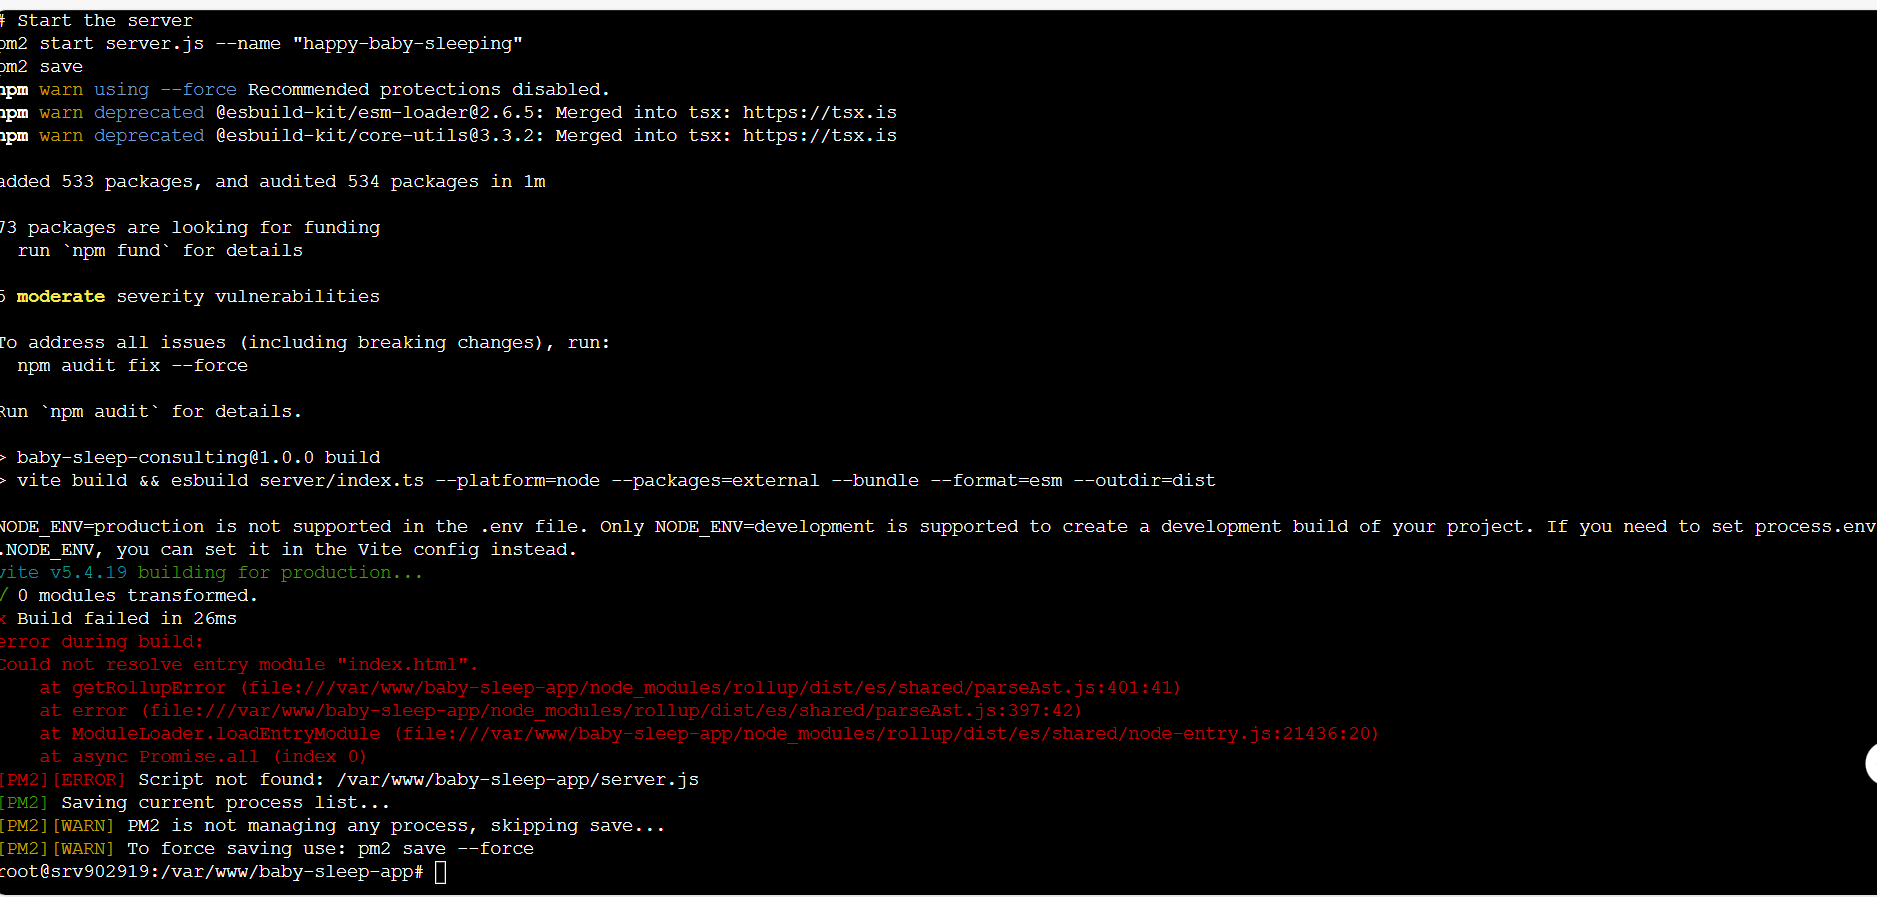 # Start the server
pm2 start server.js --name "happy-baby-sleeping"
pm2 save
npm warn using --force Recommended protections disabled.
npm warn deprecated @esbuild-kit/esm-loader@2.6.5: Merged into tsx: https://tsx.is
npm warn deprecated @esbuild-kit/core-utils@3.3.2: Merged into tsx: https://tsx.is
added 533 packages, and audited 534 packages in 1m
73 packages are looking for funding
run `npm fund` for details
5 moderate severity vulnerabilities
To address all issues (including breaking changes), run:
npm audit fix --force
Run `npm audit` for details.
> baby-sleep-consulting@1.0.0 build
> vite build && esbuild server/index.ts --platform=node --packages=external --bundle --format=esm --outdir=dist
NODE_ENV=production is not supported in the .env file. Only NODE_ENV=development is supported to create a development build of your project. If you need to set process.env
.NODE_ENV, you can set it in the Vite config instead.
vite v5.4.19 building for production...
✓ 0 modules transformed.
x Build failed in 26ms
error during build:
Could not resolve entry module "index.html".
at getRollupError (file:///var/www/baby-sleep-app/node_modules/rollup/dist/es/shared/parseAst.js:401:41)
at error (file:///var/www/baby-sleep-app/node_modules/rollup/dist/es/shared/parseAst.js:397:42)
at ModuleLoader.loadEntryModule (file:///var/www/baby-sleep-app/node_modules/rollup/dist/es/shared/node-entry.js:21436:20)
at async Promise.all (index 0)
[PM2][ERROR] Script not found: /var/www/baby-sleep-app/server.js
[PM2] Saving current process list...
[PM2][WARN] PM2 is not managing any process, skipping save...
[PM2][WARN] To force saving use: pm2 save --force
root@srv902919:/var/www/baby-sleep-app#